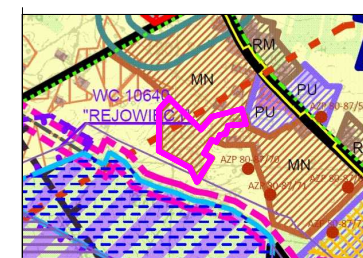 RM
MN
PU
WC 10640
"REJOWIEC I"
PU
AZP 80-87/5
AZP 80-87/70
MN
AZP 80-87/71